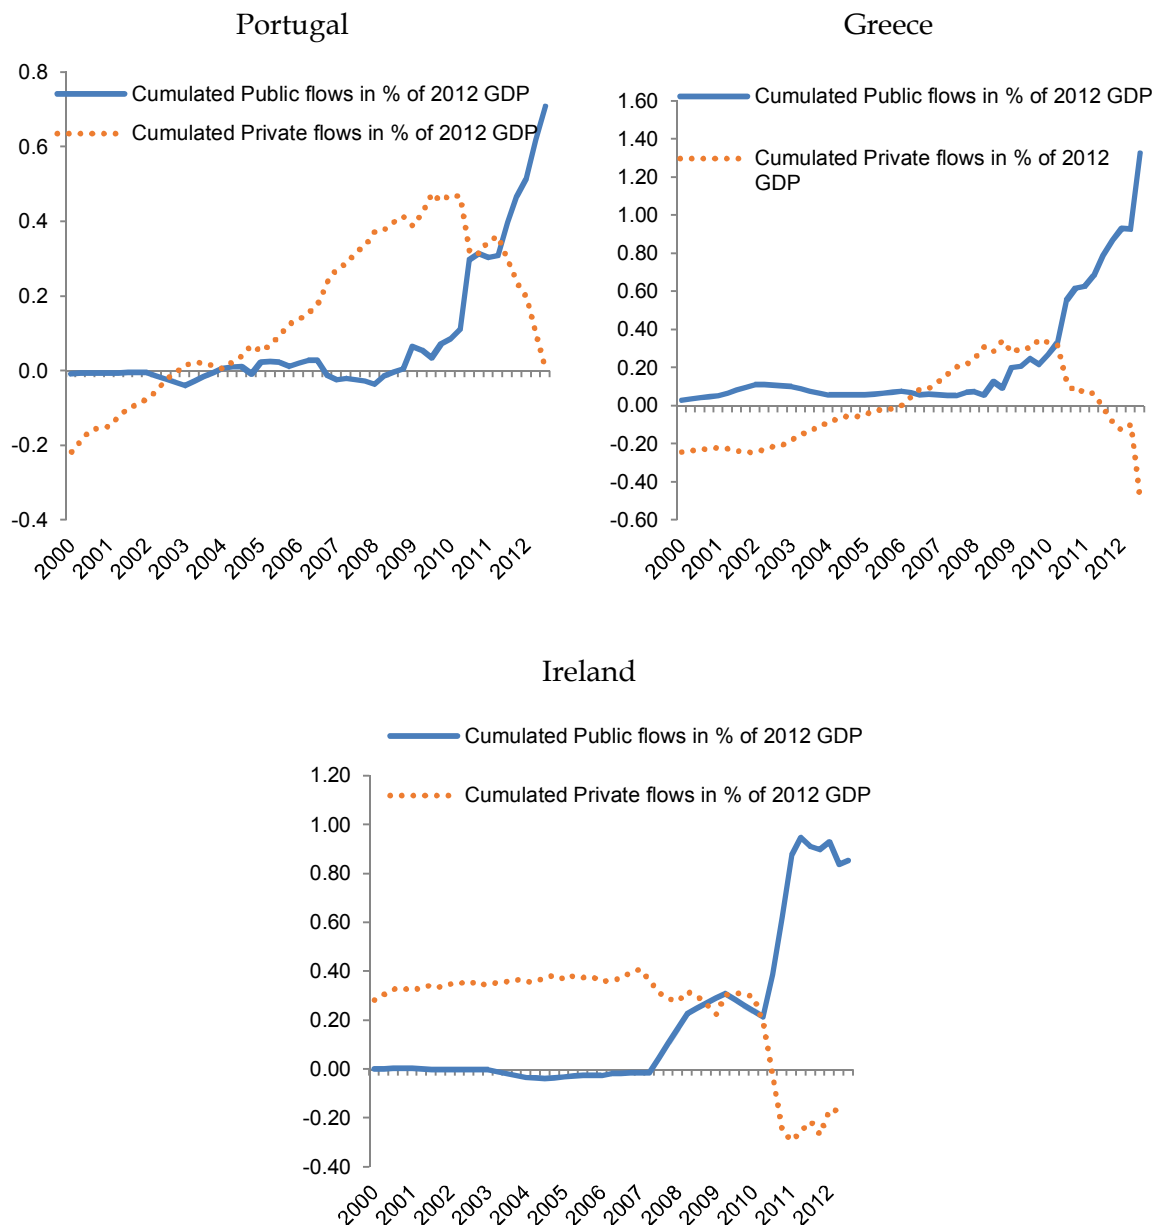 Portugal
0.8
0.6
0.4
0.2
0.0
-0.2
-0.4
Cumulated Public flows in % of 2012 GDP
Cumulated Private flows in % of 2012 GDP
2000 2001 2002 2003 2004 2005 2006 2007 2008 2009 2010 2011 2012
Greece
1.60
1.40
1.20
1.00
0.80
0.60
0.40
0.20
0.00
-0.20
-0.40
-0.60
Cumulated Public flows in % of 2012 GDP
Cumulated Private flows in % of 2012
GDP
2000 2001 2002 2003 2004 2005 2006 2007 2008 2009 2010 2011 2012
Ireland
Cumulated Public flows in % of 2012 GDP
Cumulated Private flows in % of 2012 GDP
1.20
1.00
0.80
0.60
0.40
0.20
0.00
-0.20
-0.40
2000 2001 2002 2003 2004 2005 2006 2007 2008 2009 2010 2011 2012